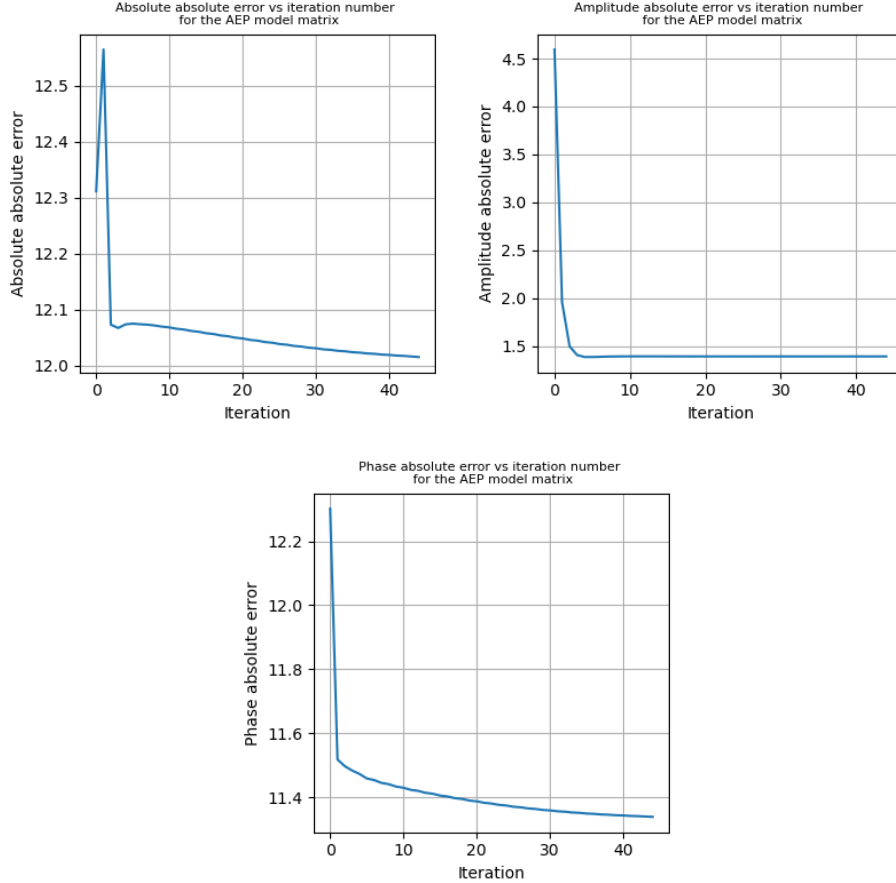 Absolute absolute error vs iteration number
for the AEP model matrix
Absolute absolute error
12.5
12.4
12.3
12.2
12.1
12.0
0 10 20 30 40
Iteration
Amplitude absolute error vs iteration number
for the AEP model matrix
Amplitude absolute error
4.5
4.0
3.5
3.0
2.5
2.0
1.5
0 10 20 30 40
Iteration
Phase absolute error vs iteration number
for the AEP model matrix
Phase absolute error
12.2
12.0
11.8
11.6
11.4
0 10 20 30 40
Iteration